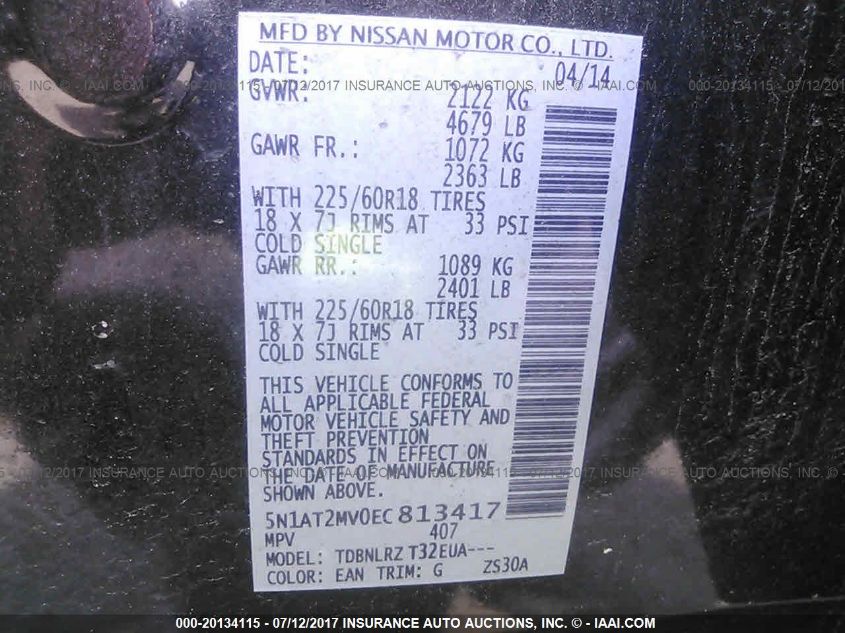 MFD BY NISSAN MOTOR CO., LTD.
DATE: 04/14
GVWR: 2122 KG
4679 LB
GAWR FR.: 1072 KG
2363 LB
WITH 225/60R18 TIRES
18 X 7J RIMS AT 33 PSI
COLD SINGLE
GAWR RR.: 1089 KG
2401 LB
WITH 225/60R18 TIRES
18 X 7J RIMS AT 33 PSI
COLD SINGLE
THIS VEHICLE CONFORMS TO
ALL APPLICABLE FEDERAL
MOTOR VEHICLE SAFETY AND
THEFT PREVENTION
STANDARDS IN EFFECT ON
THE DATE OF MANUFACTURE
SHOWN ABOVE.
5N1AT2MV0EC813417
MPV 407
MODEL: TDBNLRZ T32EUA---
COLOR: EAN TRIM: G ZS30A
000-20134115 - 07/12/2017 INSURANCE AUTO AUCTIONS, INC. © - IAAI.COM